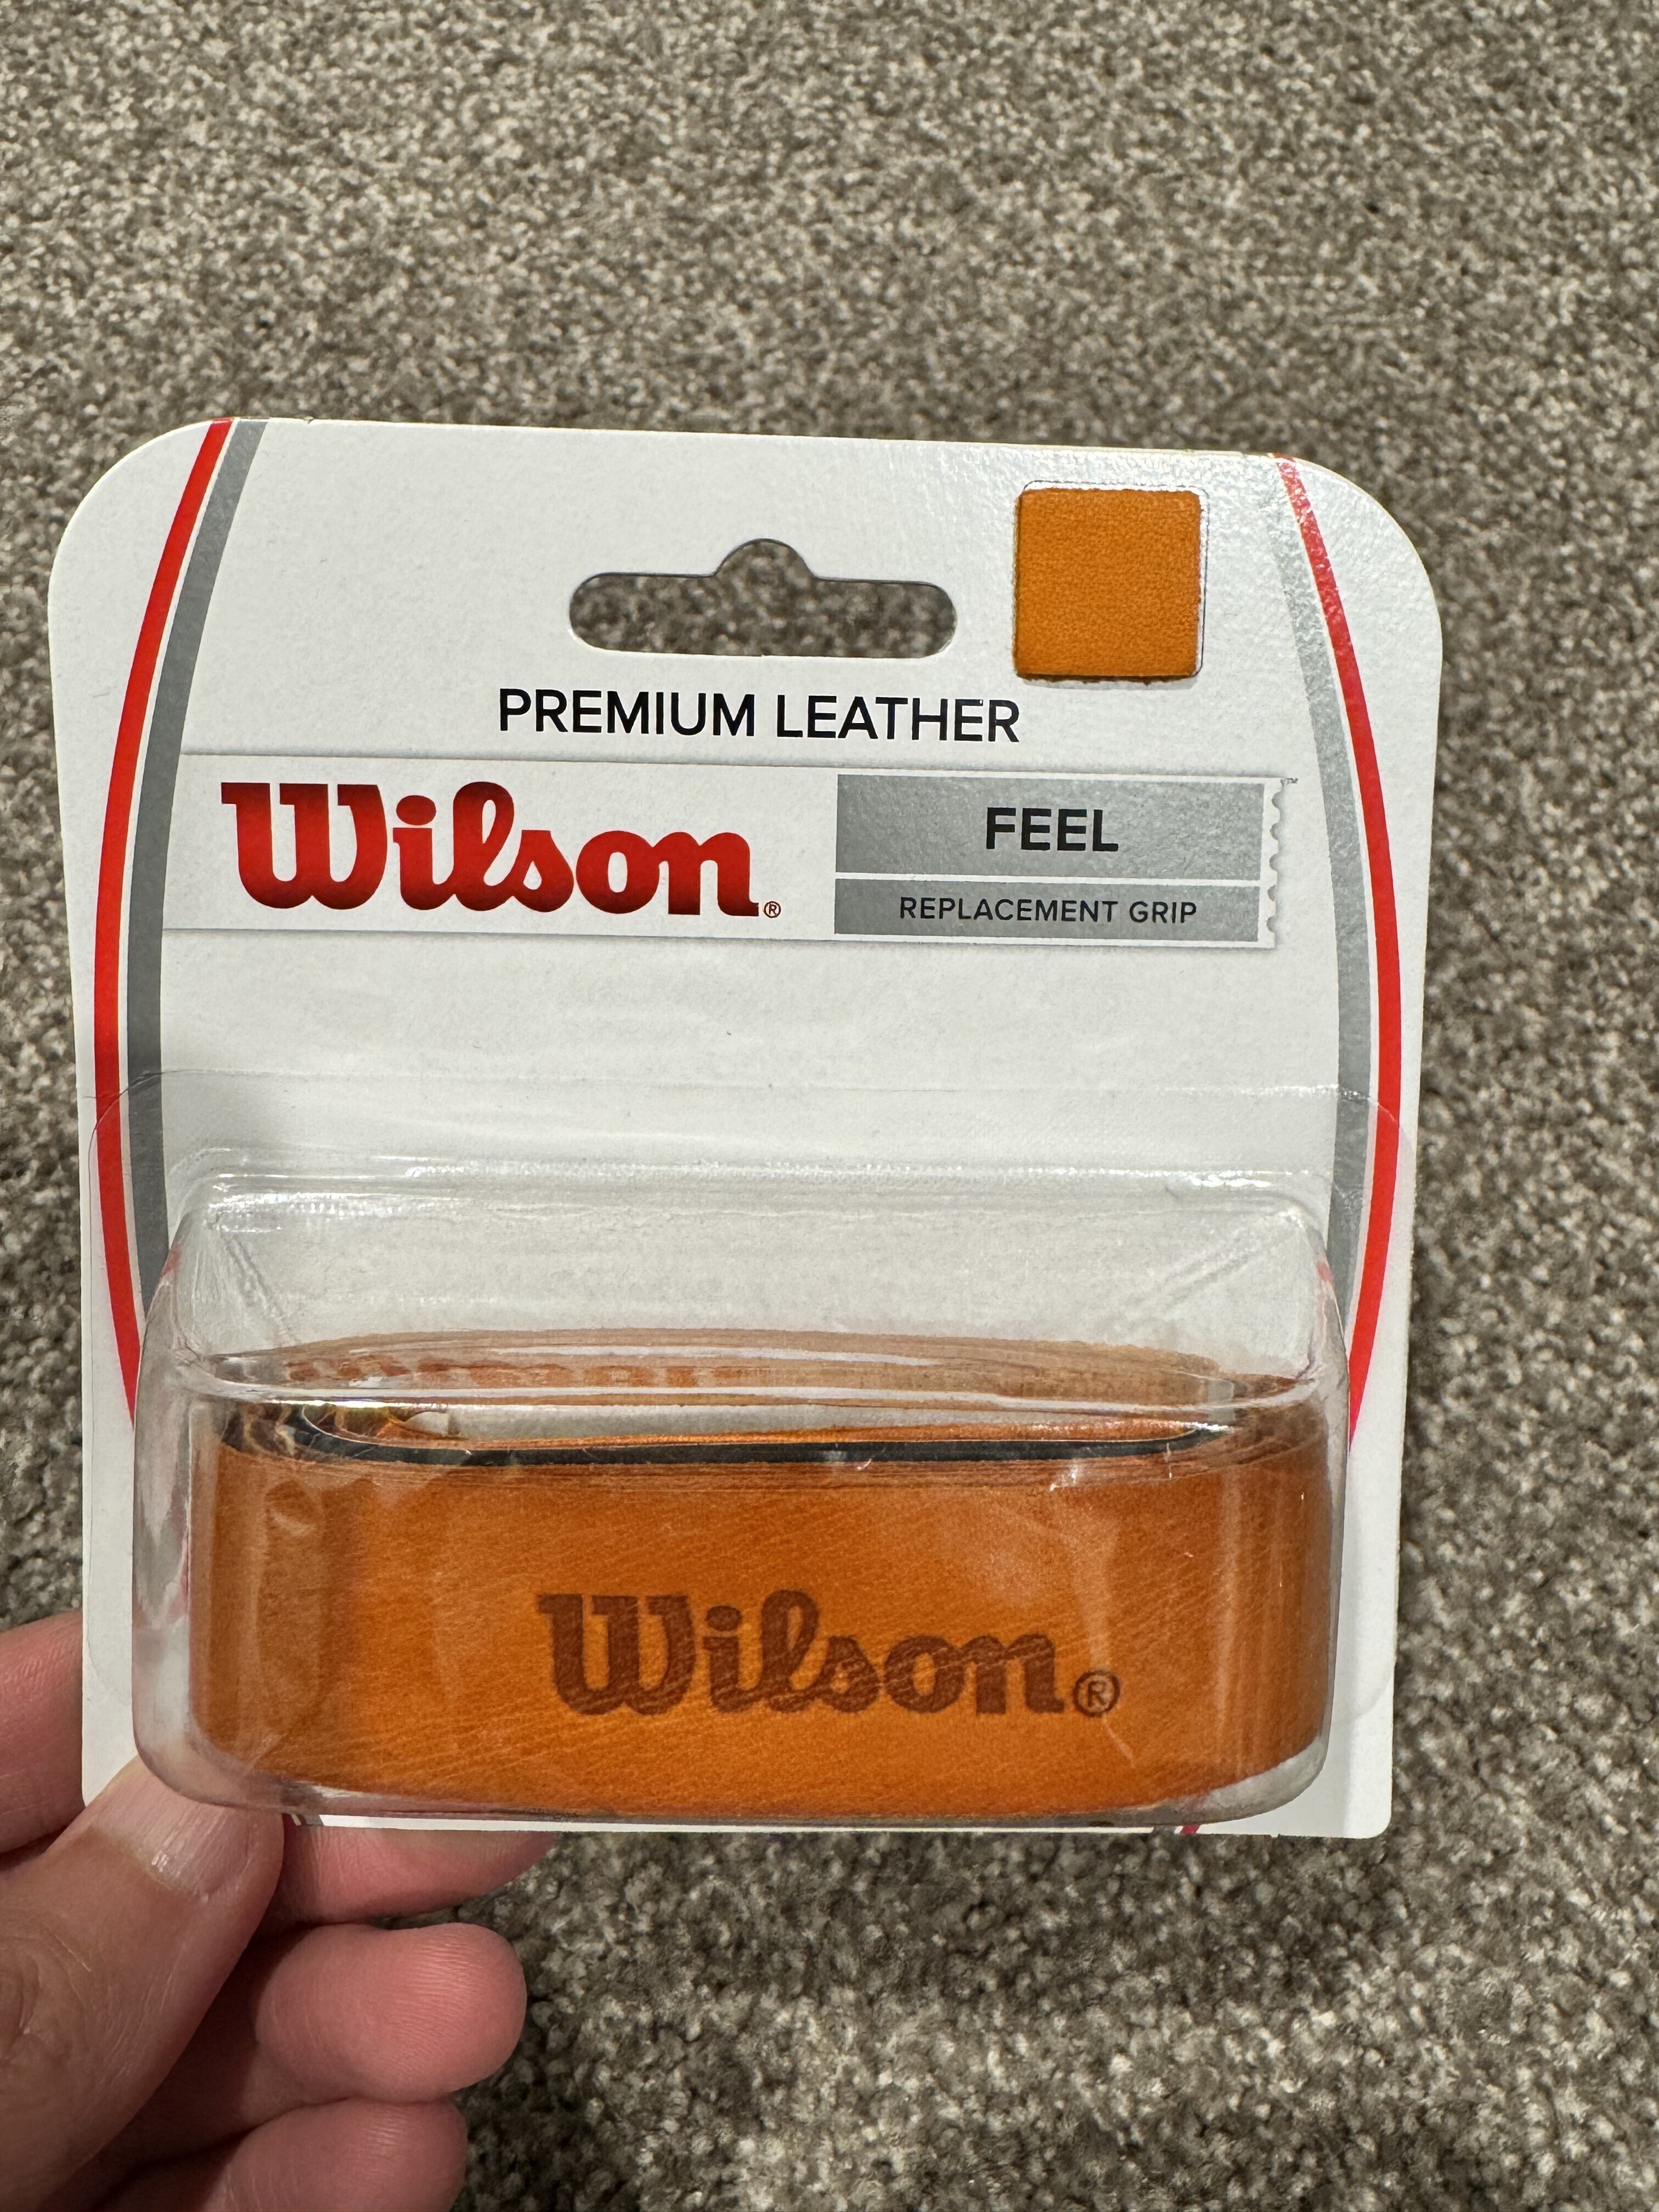 PREMIUM LEATHER
Wilson®
FEEL
REPLACEMENT GRIP
Wilson®